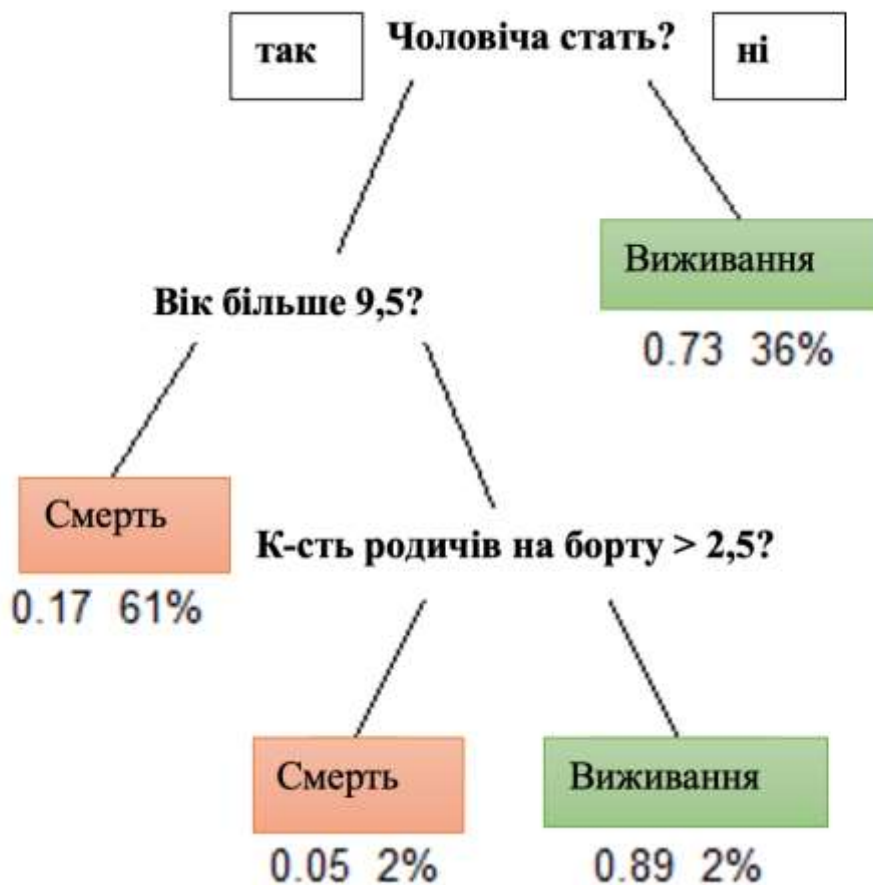 так
Чоловіча стать?
ні
Виживання
0.73 36%
Вік більше 9,5?
Смерть
0.17 61%
К-сть родичів на борту > 2,5?
Смерть
0.05 2%
Виживання
0.89 2%